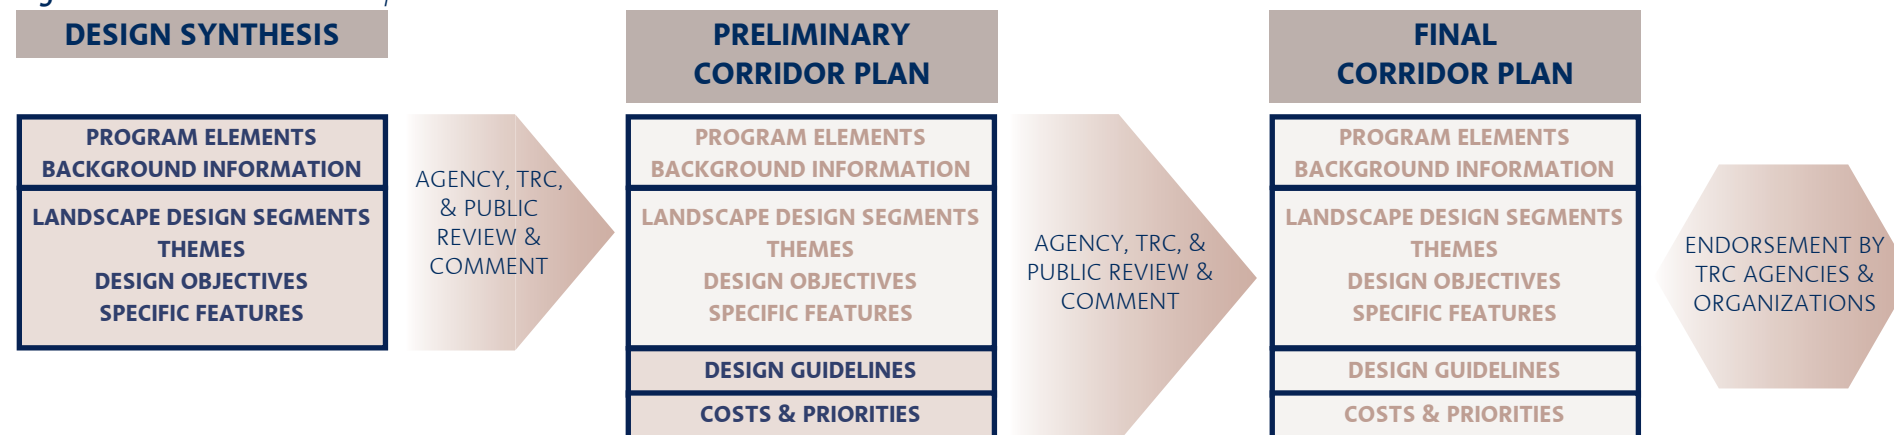 DESIGN SYNTHESIS
PROGRAM ELEMENTS
BACKGROUND INFORMATION
LANDSCAPE DESIGN SEGMENTS
THEMES
DESIGN OBJECTIVES
SPECIFIC FEATURES
AGENCY, TRC,
& PUBLIC
REVIEW &
COMMENT
PRELIMINARY
CORRIDOR PLAN
PROGRAM ELEMENTS
BACKGROUND INFORMATION
LANDSCAPE DESIGN SEGMENTS
THEMES
DESIGN OBJECTIVES
SPECIFIC FEATURES
DESIGN GUIDELINES
COSTS & PRIORITIES
AGENCY, TRC, &
PUBLIC REVIEW &
COMMENT
FINAL
CORRIDOR PLAN
PROGRAM ELEMENTS
BACKGROUND INFORMATION
LANDSCAPE DESIGN SEGMENTS
THEMES
DESIGN OBJECTIVES
SPECIFIC FEATURES
DESIGN GUIDELINES
COSTS & PRIORITIES
ENDORSEMENT BY
TRC AGENCIES &
ORGANIZATIONS